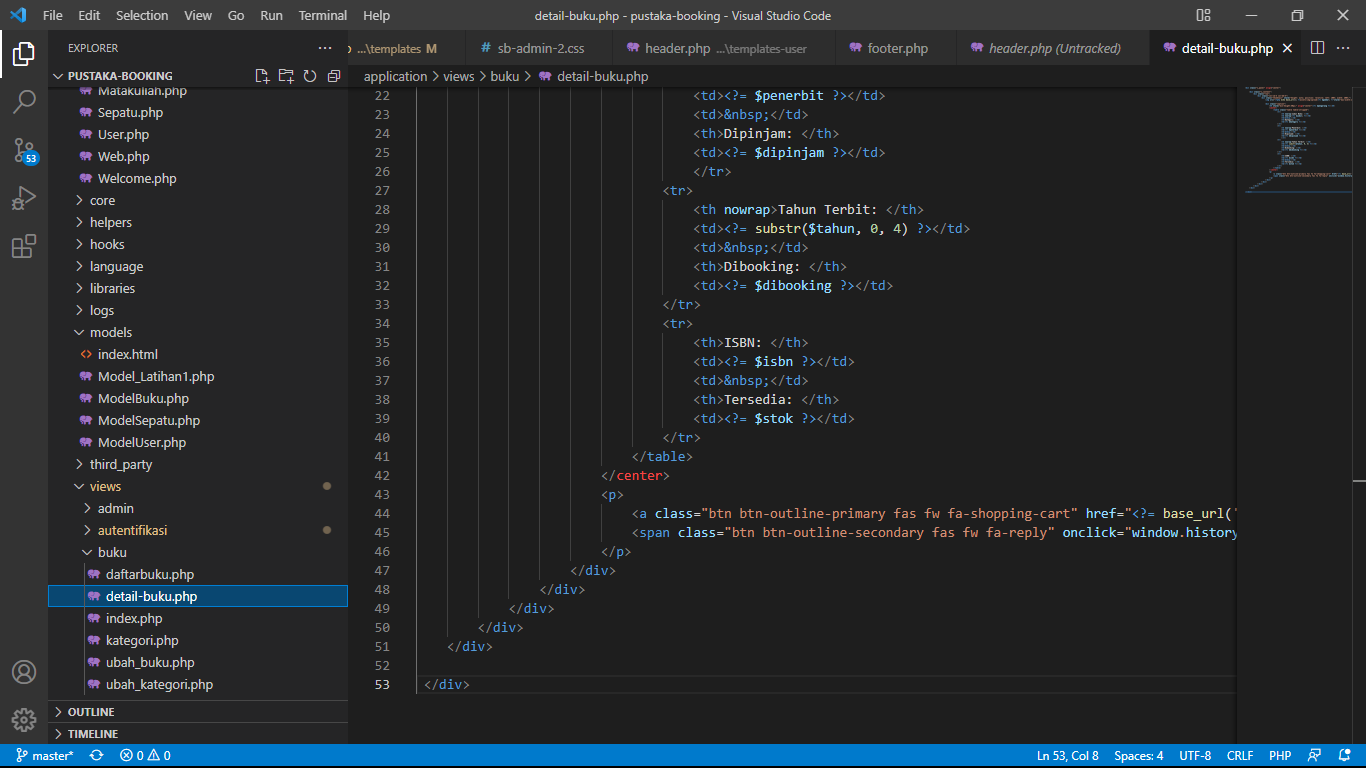 File Edit Selection View Go Run Terminal Help detail-buku.php - pustaka-booking - Visual Studio Code
EXPLORER ...
...\templates M # sb-admin-2.css header.php ...\templates-user footer.php header.php (Untracked) detail-buku.php
PUSTAKA-BOOKING
application > views > buku > detail-buku.php
Matakuliah.php
Sepatu.php
User.php
Web.php
Welcome.php
core
helpers
hooks
language
libraries
logs
models
index.html
Model_Latihan1.php
ModelBuku.php
ModelSepatu.php
ModelUser.php
third_party
views
admin
autentifikasi
buku
daftarbuku.php
detail-buku.php
index.php
kategori.php
ubah_buku.php
ubah_kategori.php
OUTLINE
TIMELINE
53
22 <td><?= $penerbit ?></td>
23 <td>&nbsp;</td>
24 <th>Dipinjam: </th>
25 <td><?= $dipinjam ?></td>
26 </tr>
27 <tr>
28 <th nowrap>Tahun Terbit: </th>
29 <td><?= substr($tahun, 0, 4) ?></td>
30 <td>&nbsp;</td>
31 <th>Dibooking: </th>
32 <td><?= $dibooking ?></td>
33 </tr>
34 <tr>
35 <th>ISBN: </th>
36 <td><?= $isbn ?></td>
37 <td>&nbsp;</td>
38 <th>Tersedia: </th>
39 <td><?= $stok ?></td>
40 </tr>
41 </table>
42 </center>
43 <p>
44 <a class="btn btn-outline-primary fas fw fa-shopping-cart" href="<?= base_url('
45 <span class="btn btn-outline-secondary fas fw fa-reply" onclick="window.history
46 </p>
47 </div>
48 </div>
49 </div>
50 </div>
51 </div>
52
53 </div>
master* 0 0 Ln 53, Col 8 Spaces: 4 UTF-8 CRLF PHP